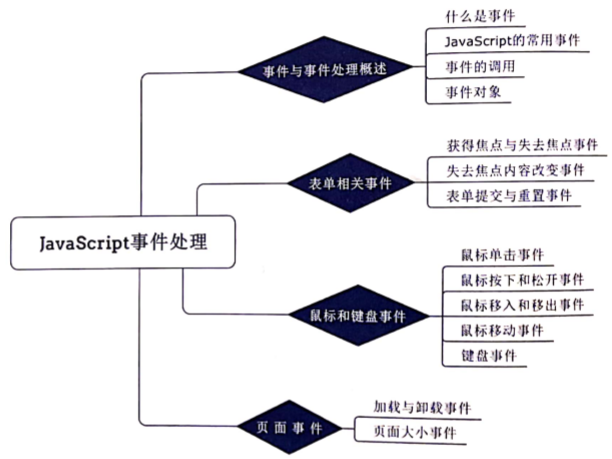 什么是事件
JavaScript的常用事件
事件与事件处理概述
事件的调用
事件对象
获得焦点与失去焦点事件
失去焦点内容改变事件
表单相关事件
表单提交与重置事件
JavaScript事件处理
鼠标单击事件
鼠标按下和松开事件
鼠标移入和移出事件
鼠标和键盘事件
鼠标移动事件
键盘事件
加载与卸载事件
页面事件
页面大小事件